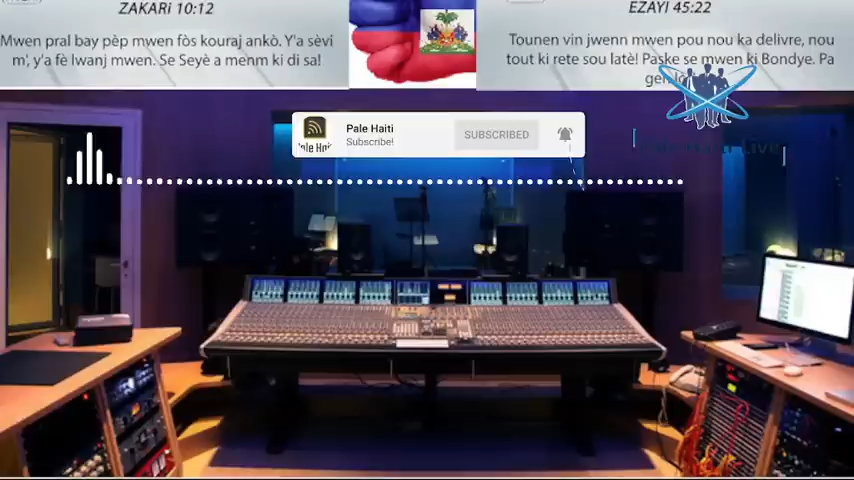 ZAKARi 10:12
Mwen pral bay pèp mwen fòs kouraj ankò. Y'a sèvi
m', y'a fè lwanj mwen. Se Seyè a menm ki di sa!
EZAYI 45:22
Tounen vin jwenn mwen pou nou ka delivre, nou
tout ki rete sou latè! Paske se mwen ki Bondye. Pa
Pale Haiti
Subscribe!
SUBSCRIBED
Live